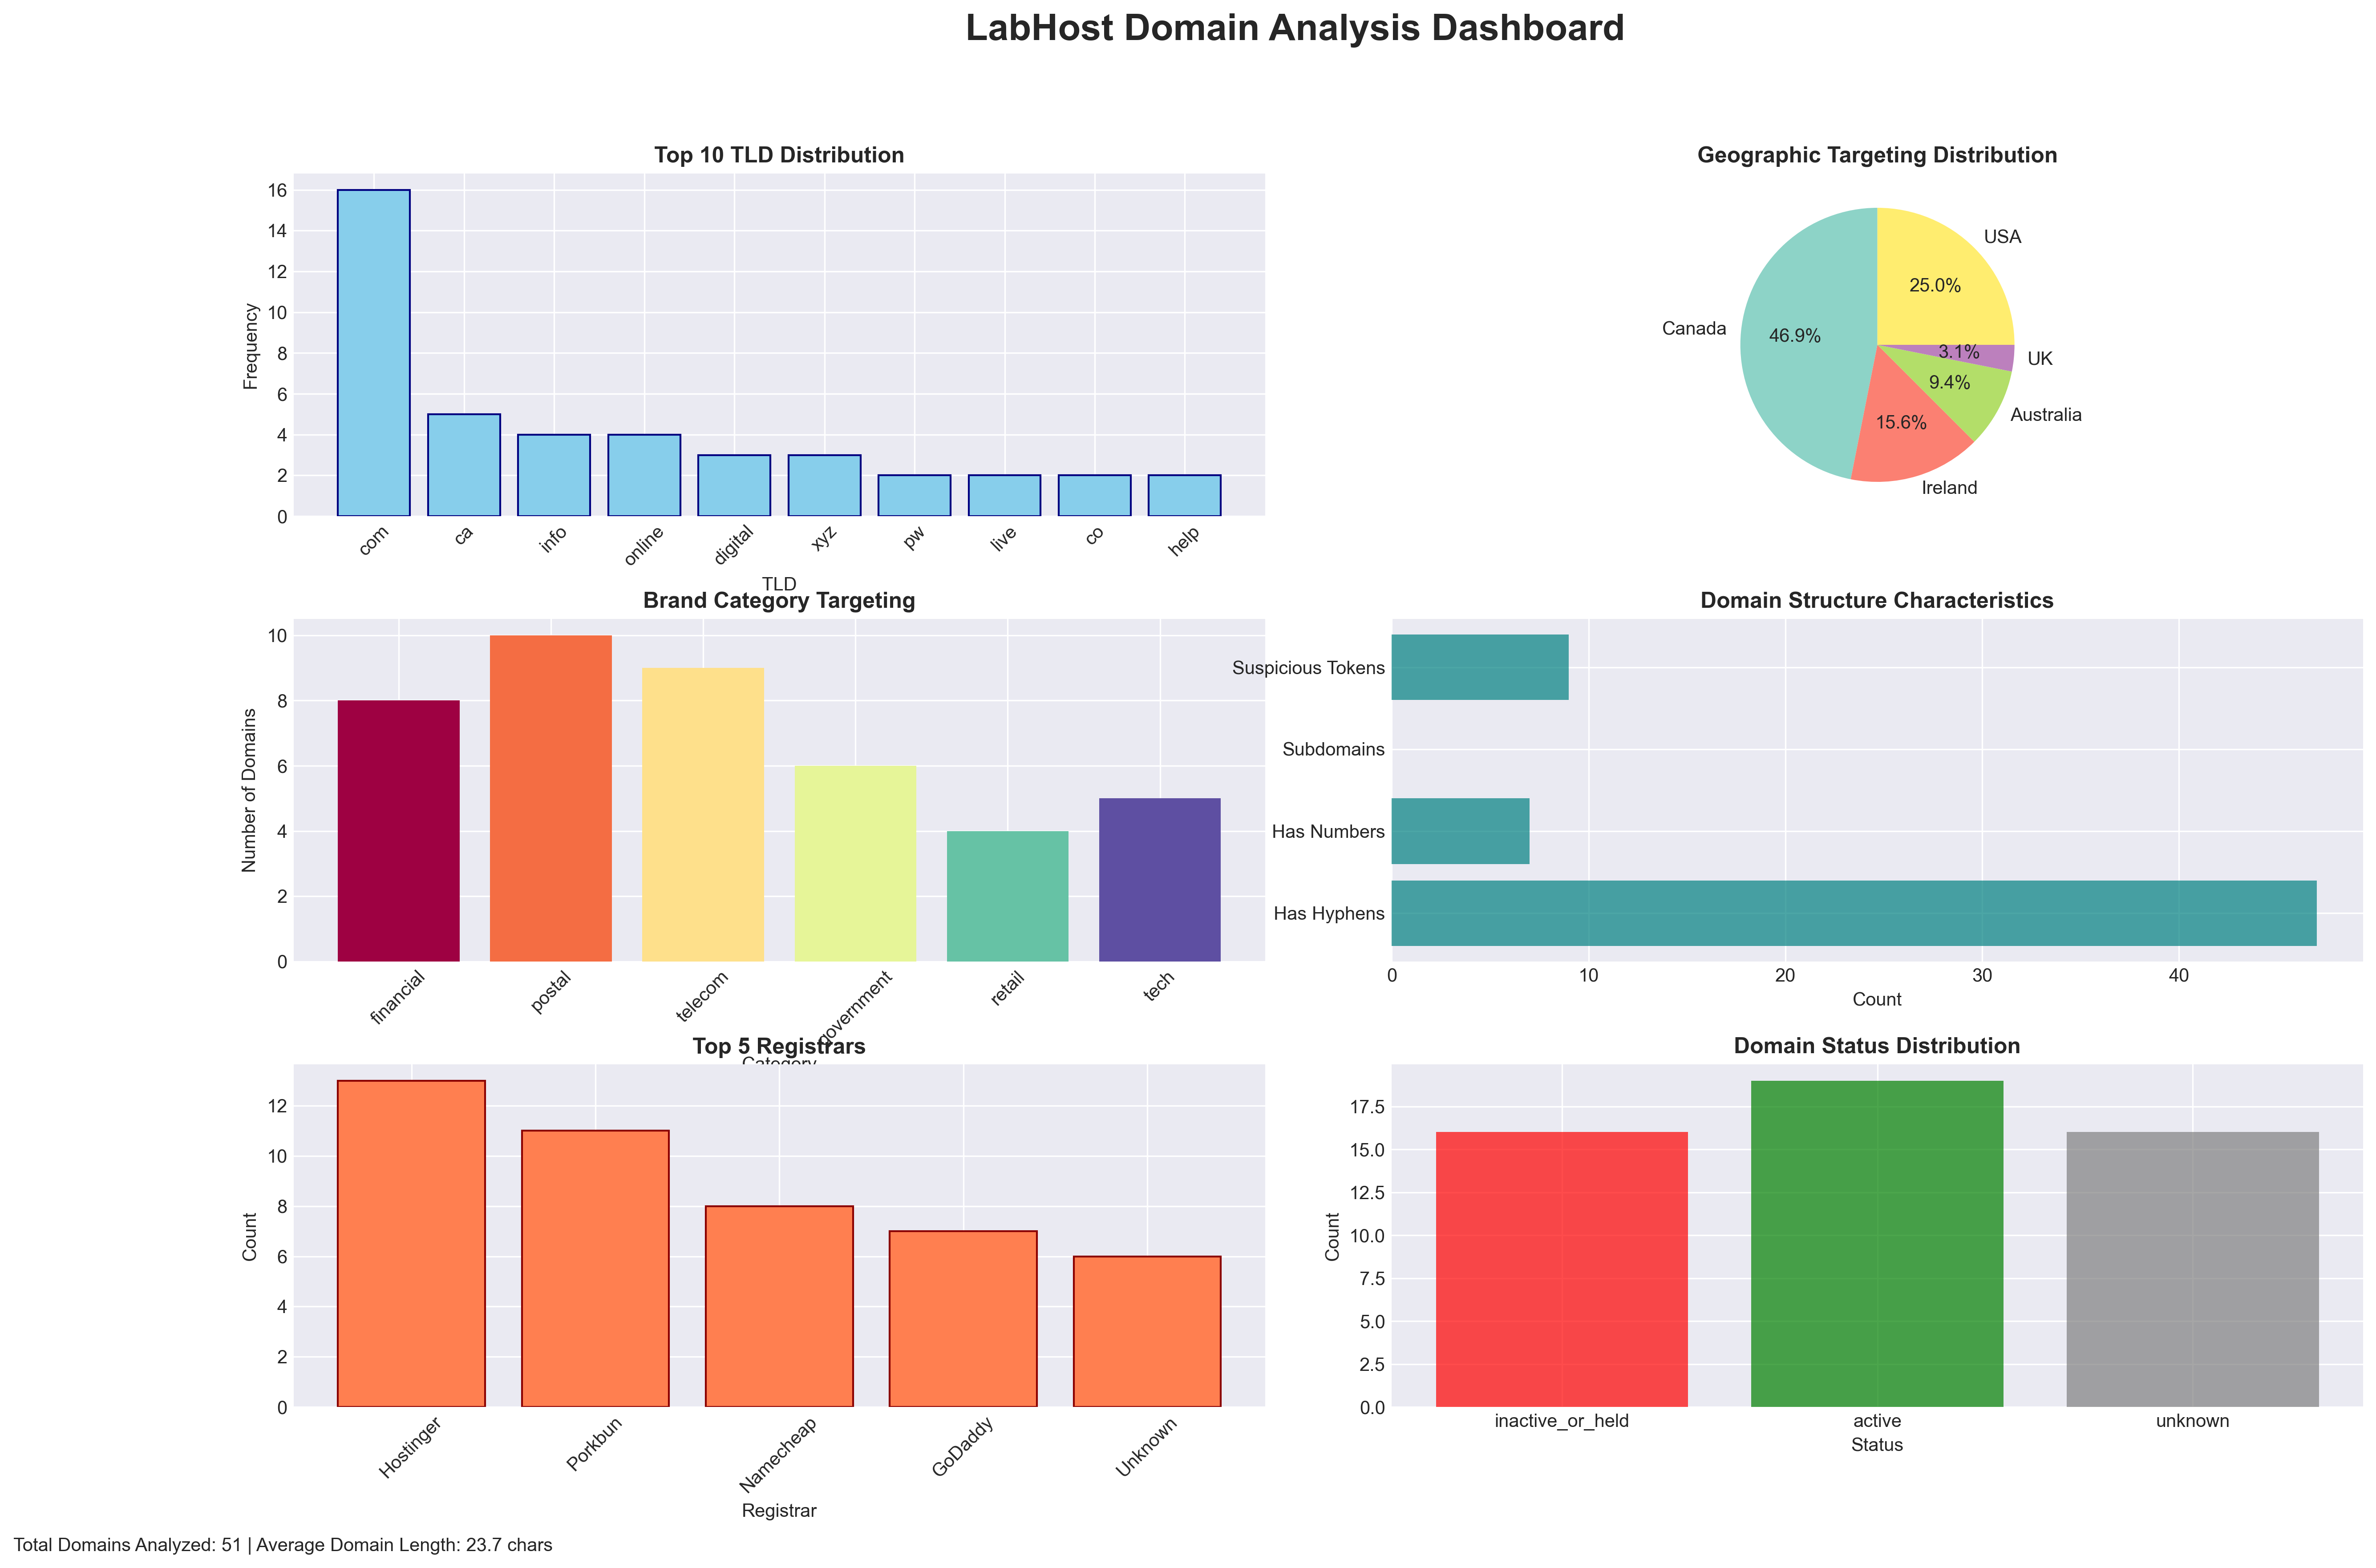 LabHost Domain Analysis Dashboard
Top 10 TLD Distribution
Frequency
16
14
12
10
8
6
4
2
0
com
ca
info
online
digital
xyz
pw
live
co
help
TLD
Geographic Targeting Distribution
USA
25.0%
Canada
46.9%
3.1%
UK
9.4%
Australia
15.6%
Ireland
Brand Category Targeting
Number of Domains
10
8
6
4
2
0
financial
postal
telecom
government
retail
tech
Category
Domain Structure Characteristics
Suspicious Tokens
Subdomains
Has Numbers
Has Hyphens
0 10 20 30 40
Count
Top 5 Registrars
Count
12
10
8
6
4
2
0
Hostinger
Porkbun
Namecheap
GoDaddy
Unknown
Registrar
Domain Status Distribution
Count
17.5
15.0
12.5
10.0
7.5
5.0
2.5
0.0
inactive_or_held
active
unknown
Status
Total Domains Analyzed: 51 | Average Domain Length: 23.7 chars